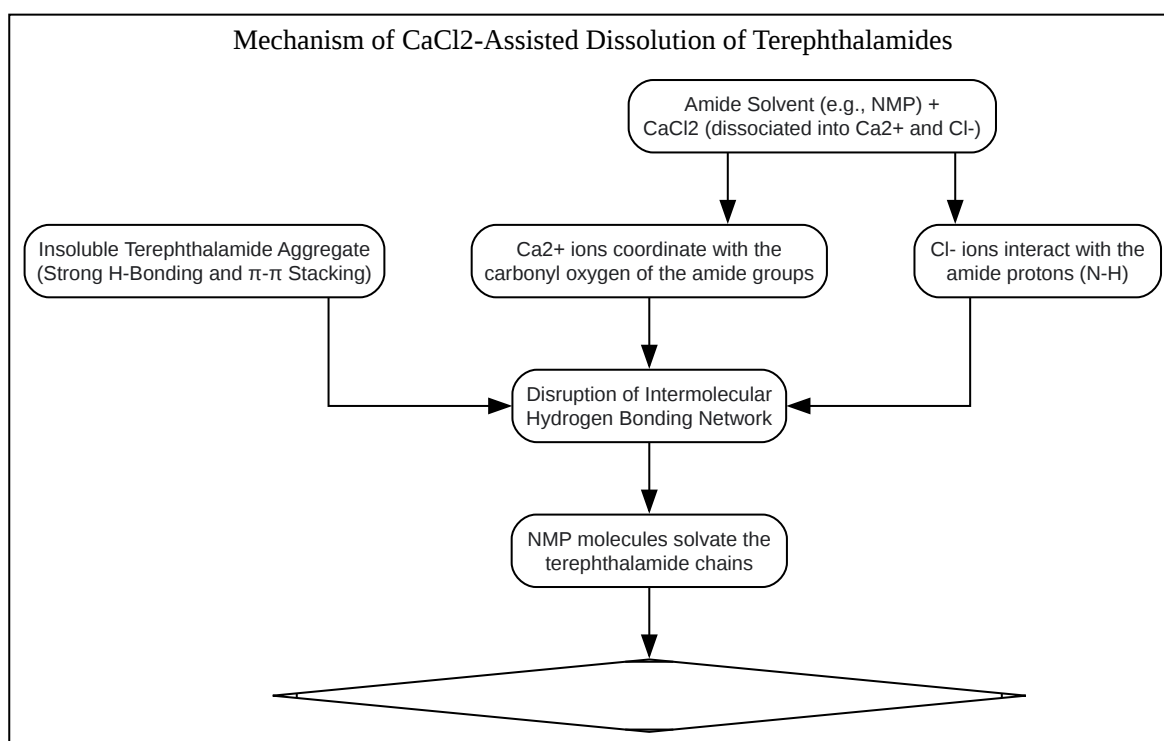 Mechanism of CaCl2-Assisted Dissolution of Terephthalamides
Amide Solvent (e.g., NMP) +
CaCl2 (dissociated into Ca2+ and Cl-)
Insoluble Terephthalamide Aggregate
(Strong H-Bonding and π-π Stacking)
Ca2+ ions coordinate with the
carbonyl oxygen of the amide groups
Cl- ions interact with the
amide protons (N-H)
Disruption of Intermolecular
Hydrogen Bonding Network
NMP molecules solvate the
terephthalamide chains